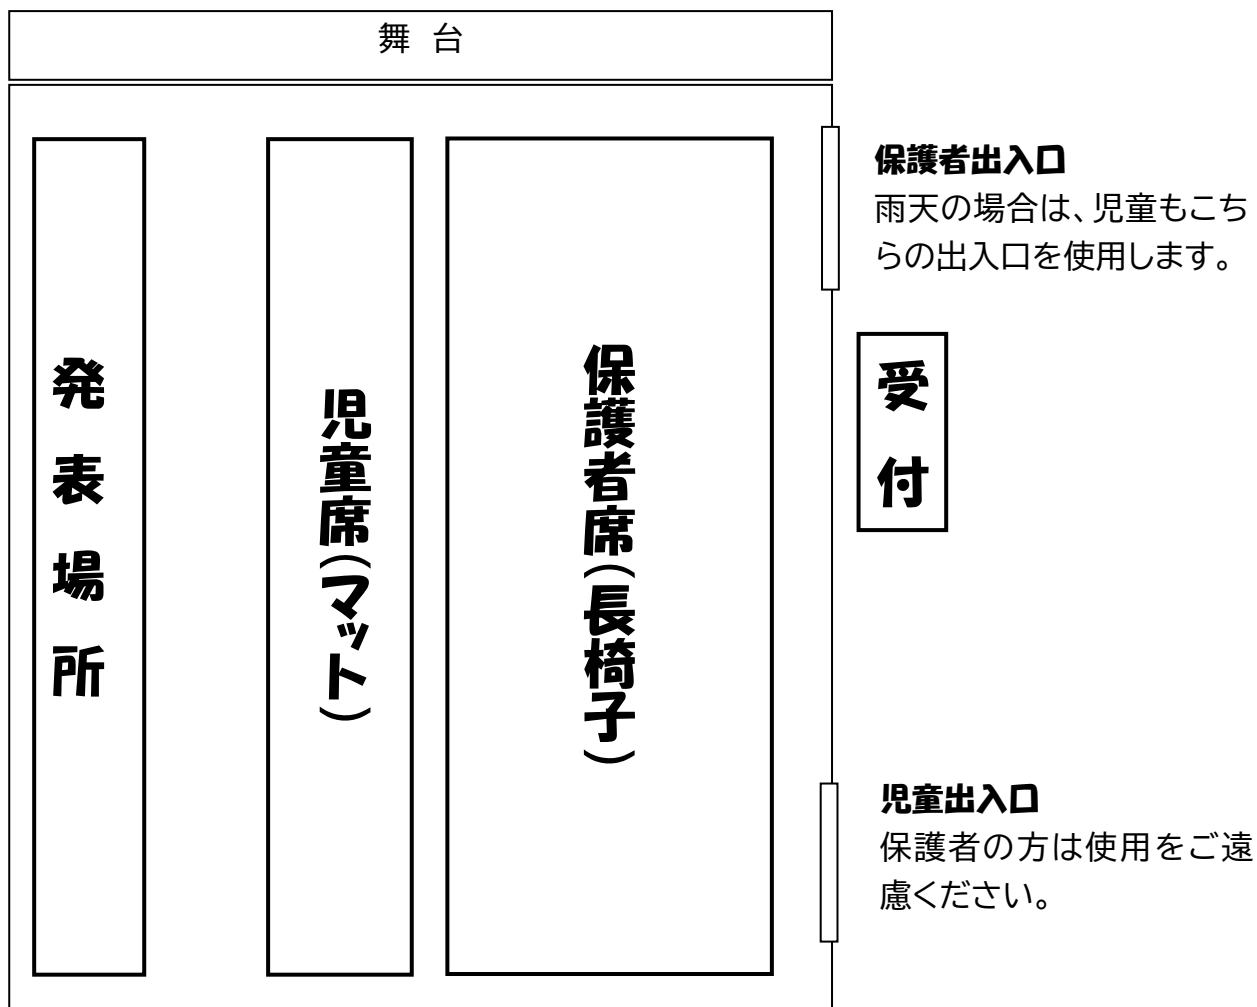 舞 台
保護者出入口
雨天の場合は、児童もこち
らの出入口を使用します。
発表場所
児童席(マット)
保護者席(長椅子)
受付
児童出入口
保護者の方は使用をご遠
慮ください。